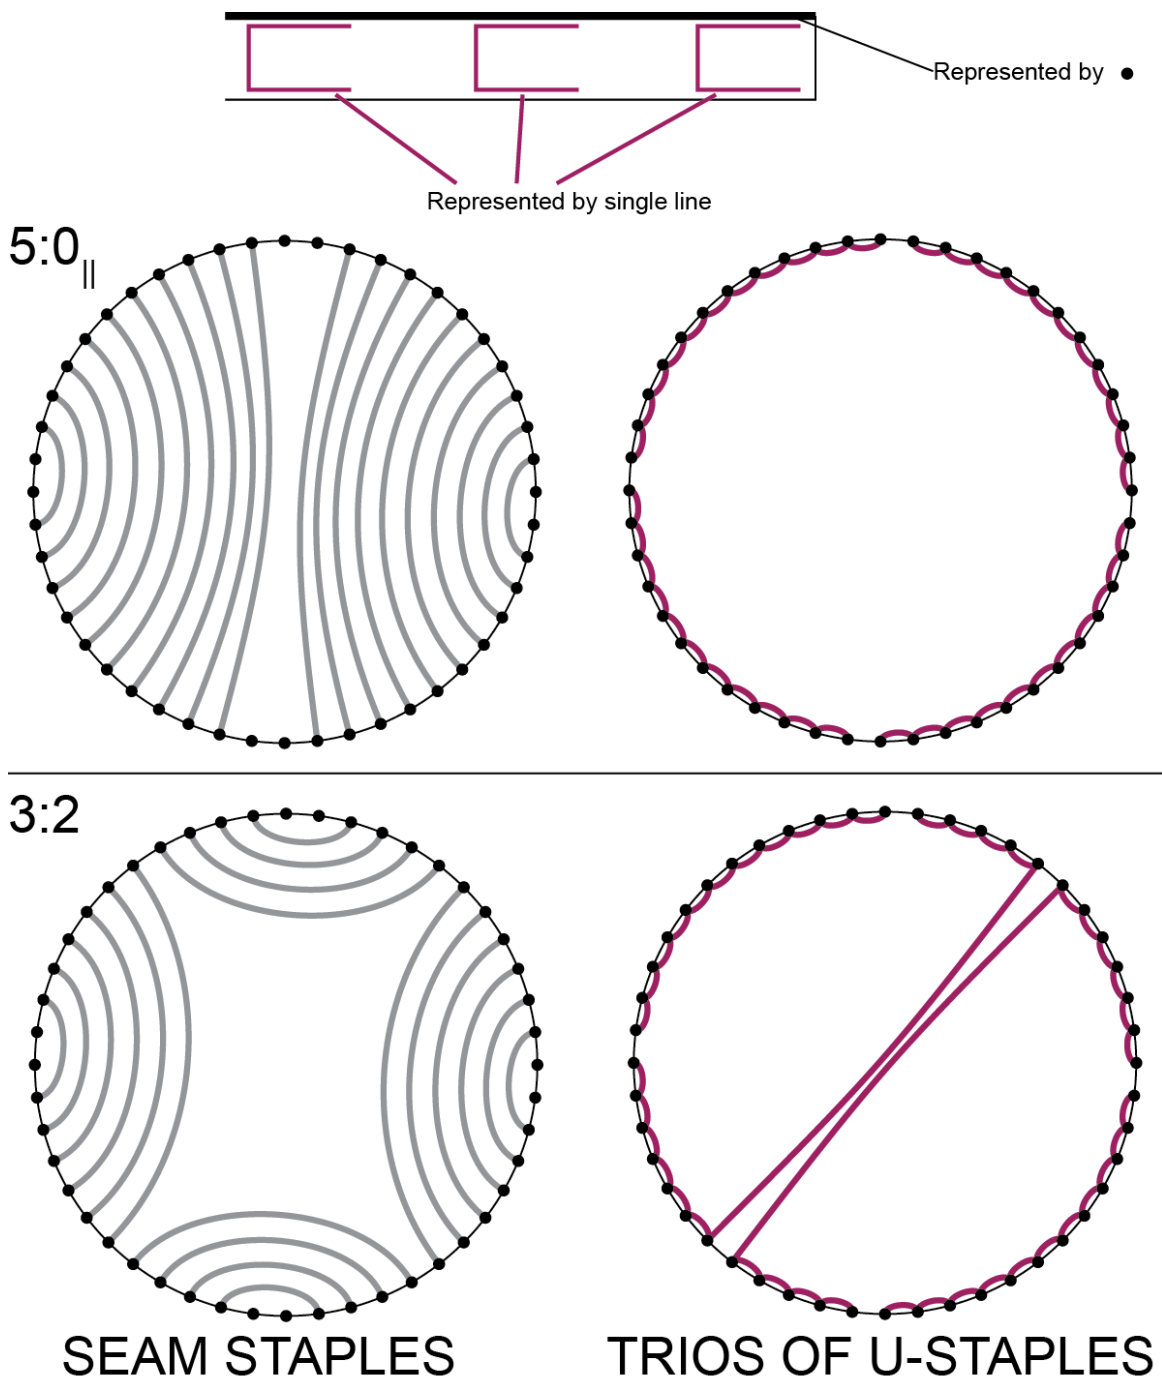 Represented by
Represented by single line
5:0||
3:2
SEAM STAPLES
TRIOS OF U-STAPLES